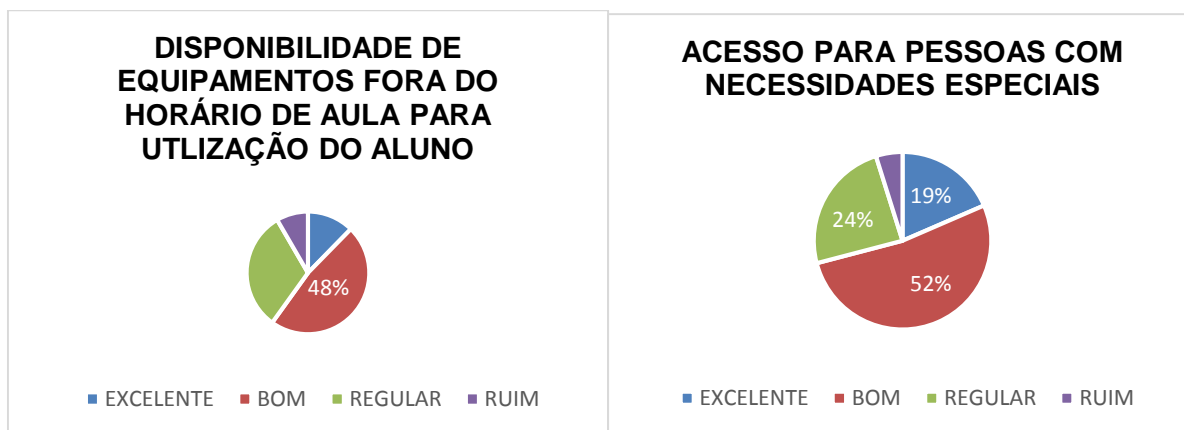 DISPONIBILIDADE DE
EQUIPAMENTOS FORA DO
HORÁRIO DE AULA PARA
UTLIZAÇÃO DO ALUNO
48%
EXCELENTE BOM REGULAR RUIM
ACESSO PARA PESSOAS COM
NECESSIDADES ESPECIAIS
19%
24%
52%
EXCELENTE BOM REGULAR RUIM